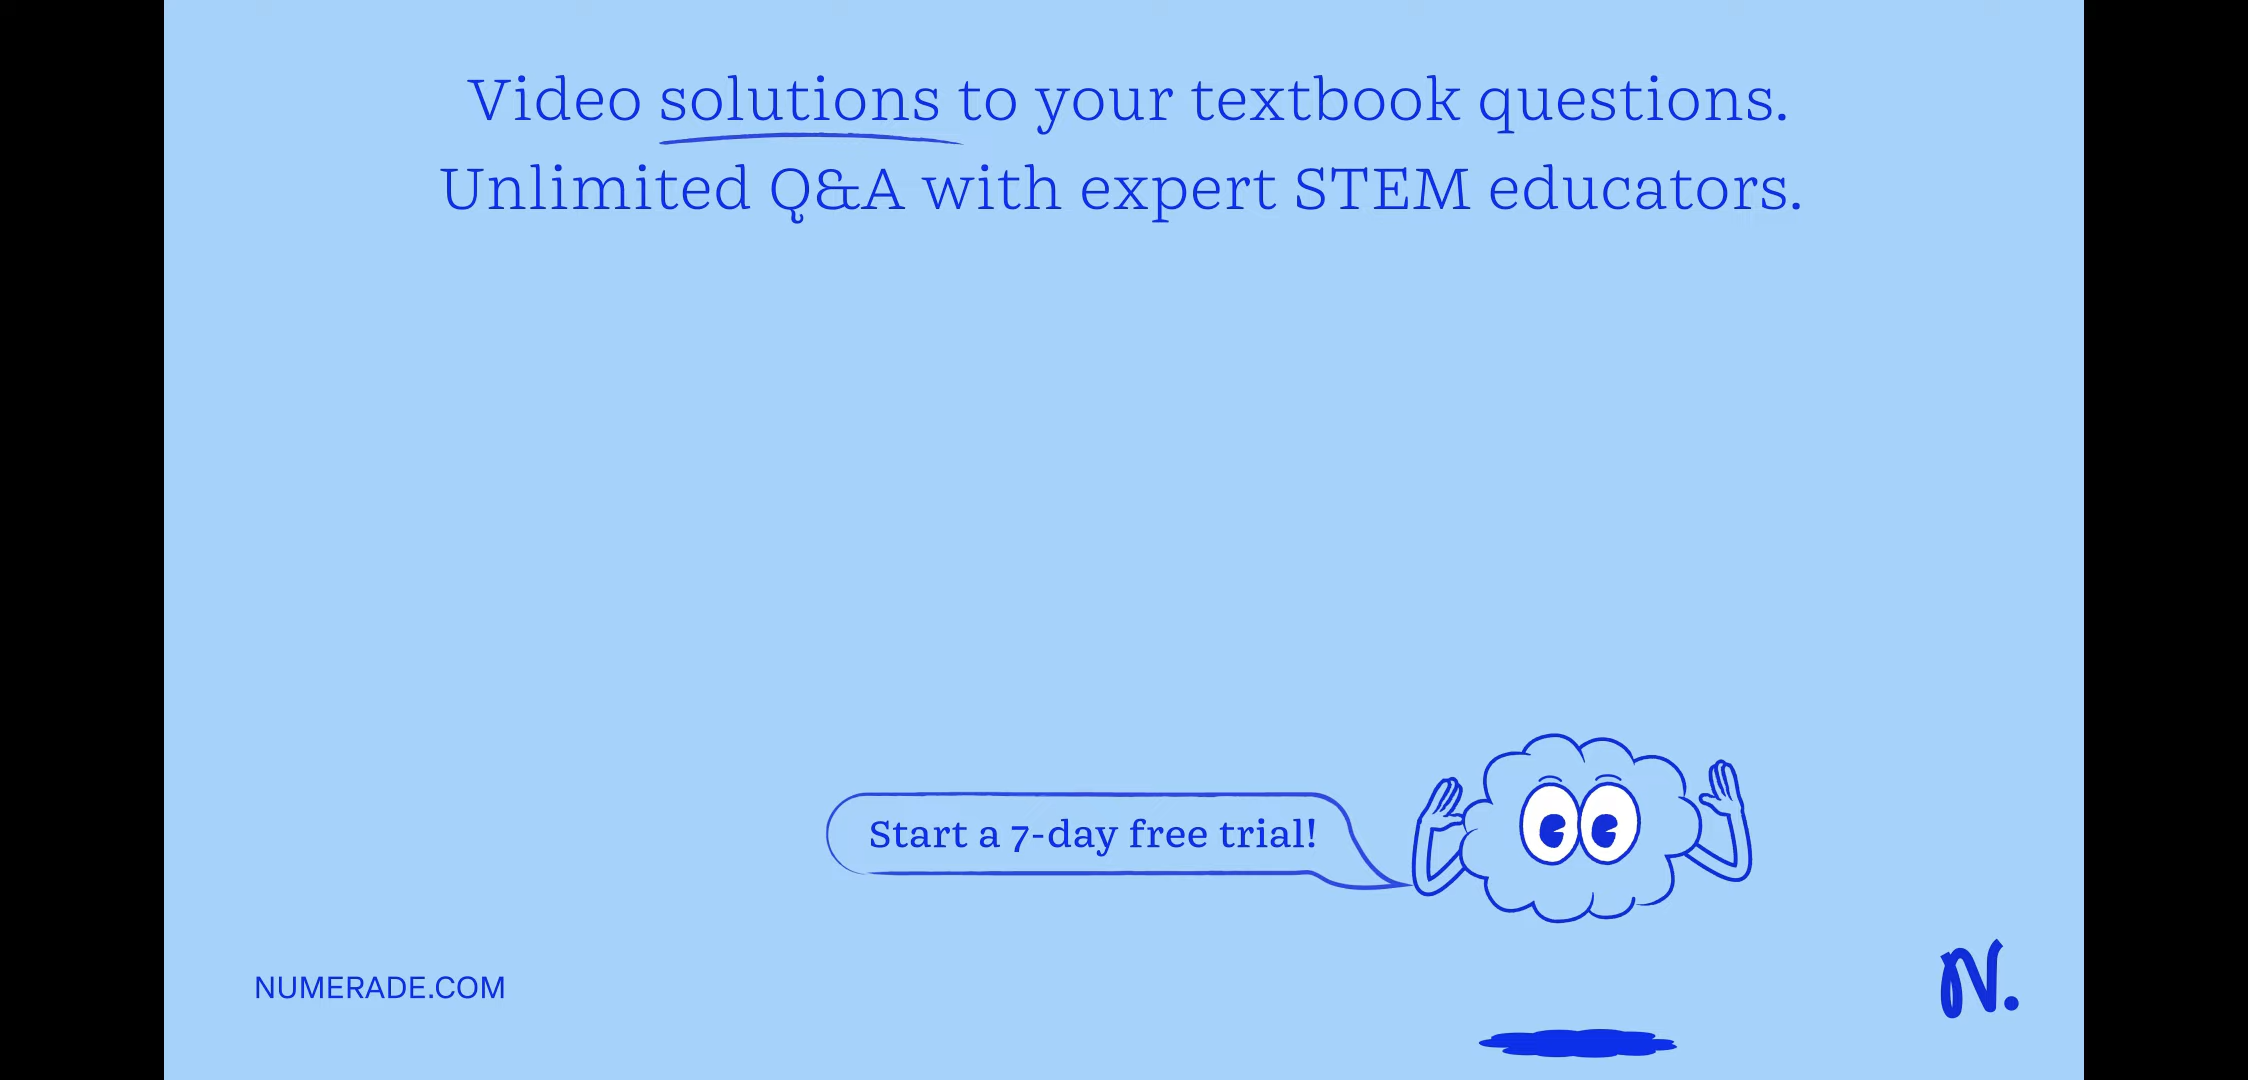 Video solutions to your textbook questions.
Unlimited Q&A with expert STEM educators.
Start a 7-day free trial!
NUMERADE.COM
N.